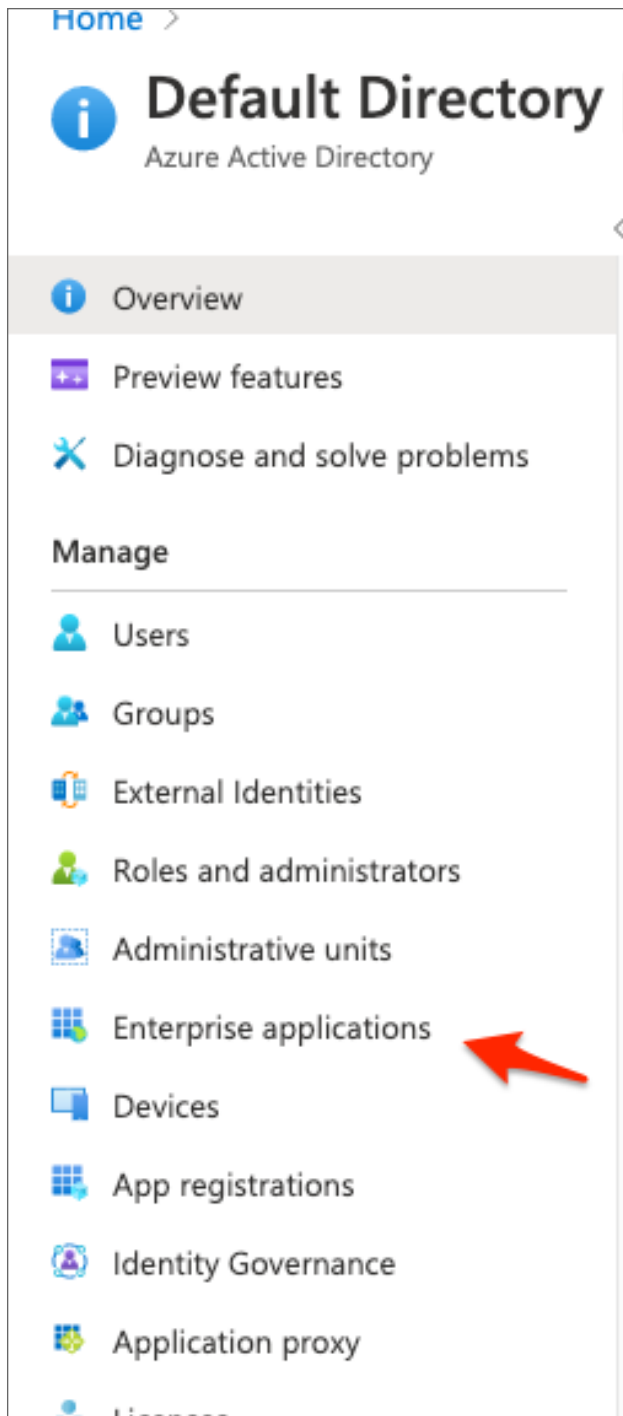 Home >
Default Directory
Azure Active Directory
Overview
Preview features
Diagnose and solve problems
Manage
Users
Groups
External Identities
Roles and administrators
Administrative units
Enterprise applications
Devices
App registrations
Identity Governance
Application proxy
Licenses